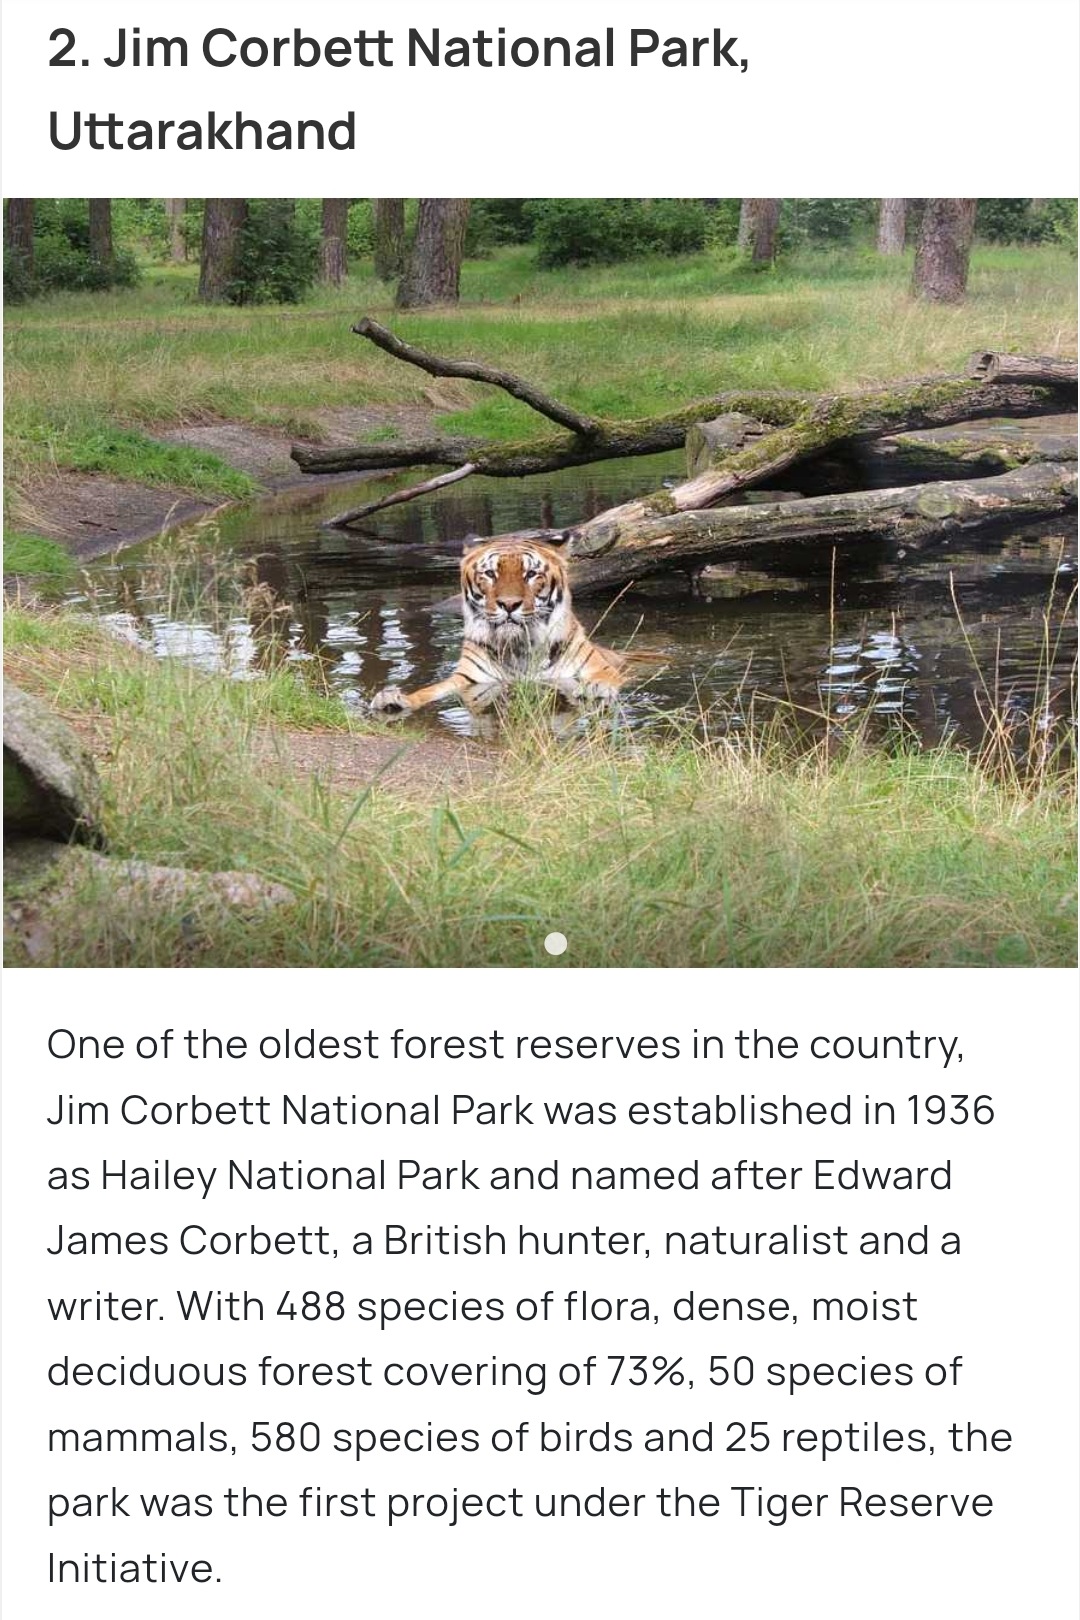 2. Jim Corbett National Park,
Uttarakhand
One of the oldest forest reserves in the country,
Jim Corbett National Park was established in 1936
as Hailey National Park and named after Edward
James Corbett, a British hunter, naturalist and a
writer. With 488 species of flora, dense, moist
deciduous forest covering of 73%, 50 species of
mammals, 580 species of birds and 25 reptiles, the
park was the first project under the Tiger Reserve
Initiative.